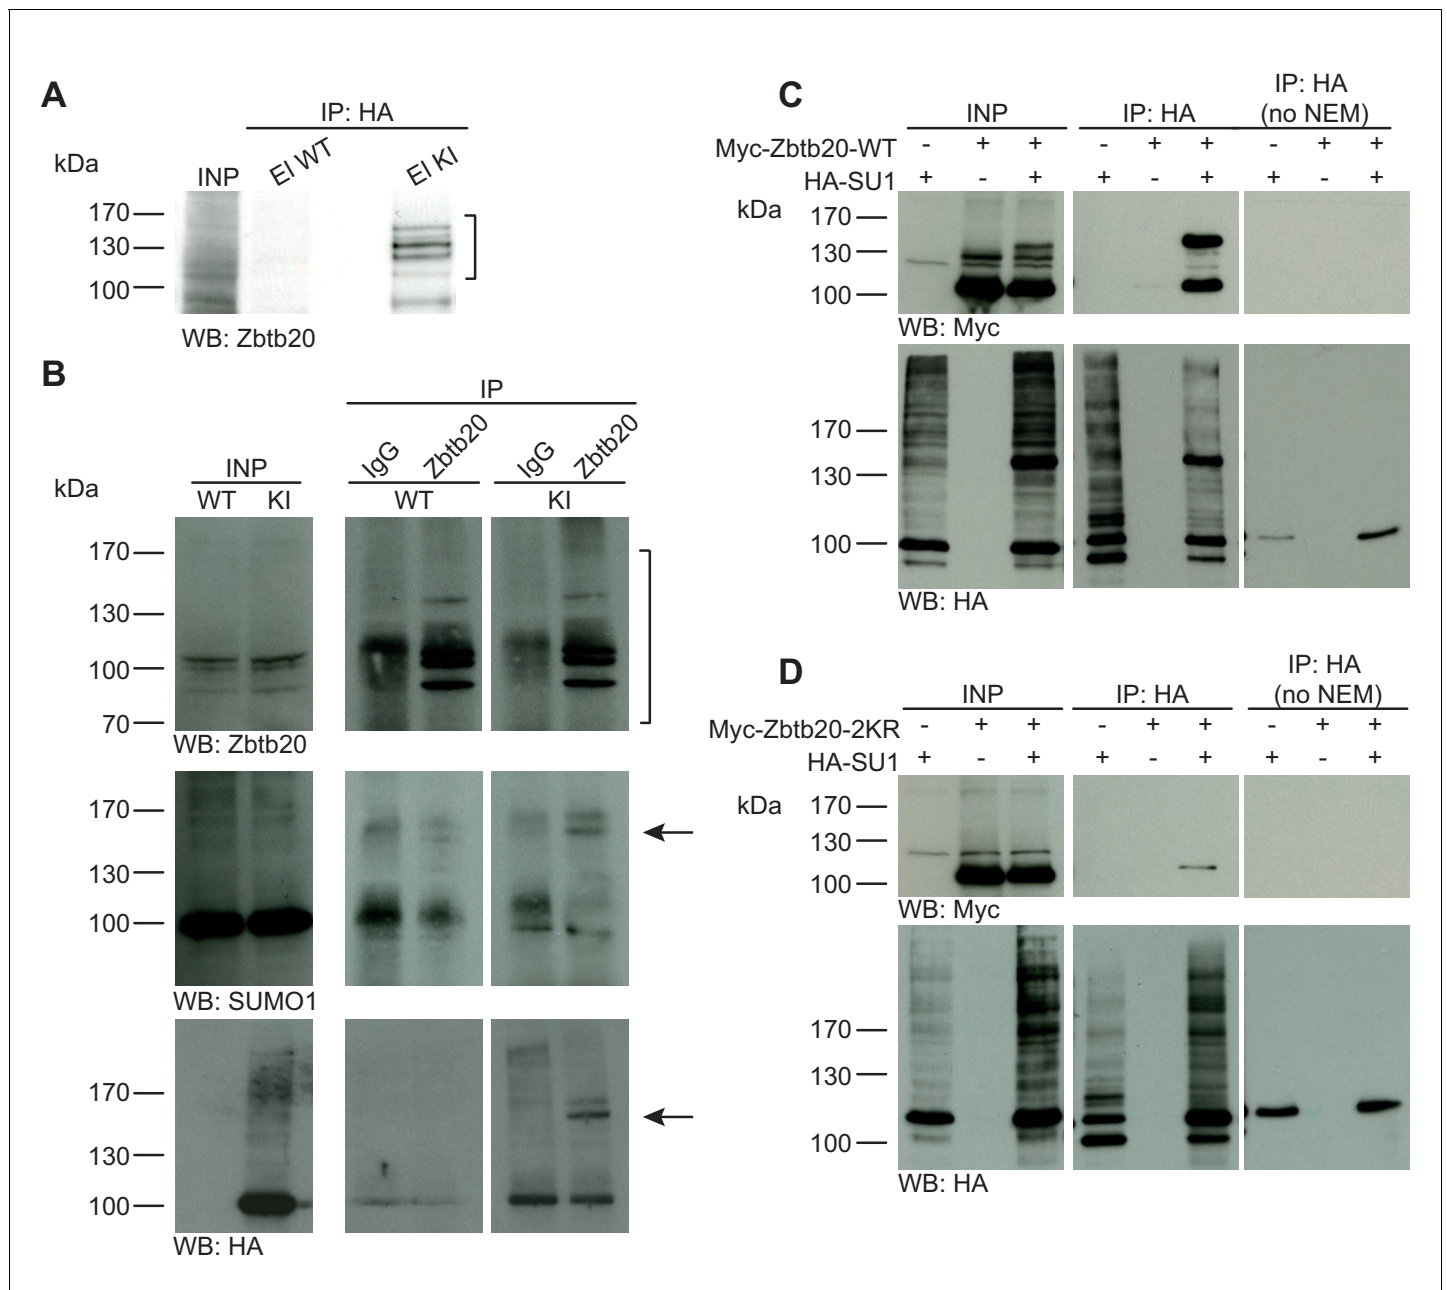 A
IP: HA
kDa
INP
El WT
El KI
170
130
100
WB: Zbtb20
B
IP
IgG
Zbtb20
IgG
Zbtb20
INP
kDa
WT KI
WT
KI
170
130
100
70
WB: Zbtb20
170
130
100
WB: SUMO1
170
130
100
WB: HA
C
INP
IP: HA
IP: HA
(no NEM)
Myc-Zbtb20-WT - + + - + + - + +
HA-SU1 + - + + - + + - +
kDa
170
130
100
WB: Myc
170
130
100
WB: HA
D
INP
IP: HA
IP: HA
(no NEM)
Myc-Zbtb20-2KR - + + - + + - + +
HA-SU1 + - + + - + + - +
kDa
170
130
100
WB: Myc
170
130
100
WB: HA